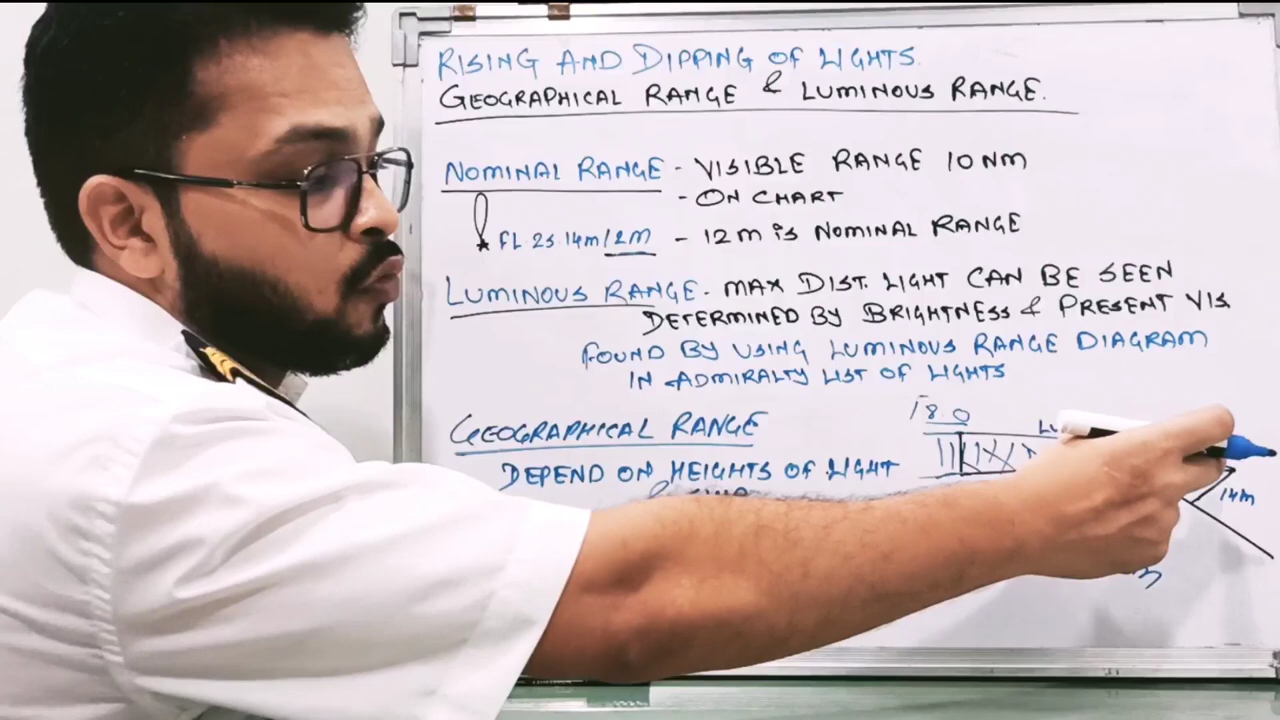 RISING AND DIPPING OF LIGHTS.
GEOGRAPHICAL RANGE & LUMINOUS RANGE.
NOMINAL RANGE - VISIBLE RANGE 10 NM
- ON CHART
FL.2s.14m/12M - 12 M is NOMINAL RANGE
LUMINOUS RANGE - MAX DIST. LIGHT CAN BE SEEN
DETERMINED BY BRIGHTNESS & PRESENT VIS
FOUND BY USING LUMINOUS RANGE DIAGRAM
IN ADMIRALTY LIST OF LIGHTS
GEOGRAPHICAL RANGE
18.0
DEPEND ON HEIGHTS OF LIGHT
14m